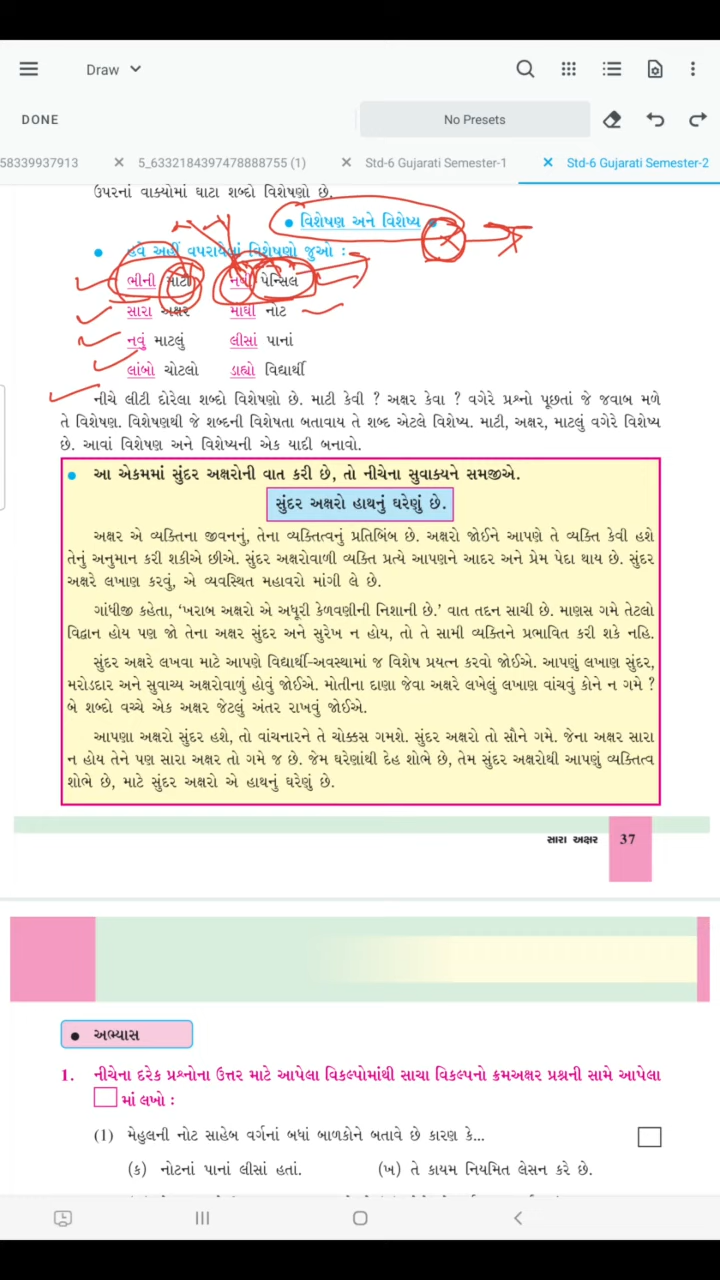 Draw
DONE
No Presets
58339937913
5_6332184397478888755 (1)
Std-6 Gujarati Semester-1
Std-6 Gujarati Semester-2
ઉપરનાં વાક્યોમાં ઘાટા શબ્દો વિશેષણો છે.
• વિશેષણ અને વિશેષ્ય •
• હવે અહીં વપરાયેલાં વિશેષણો જુઓ :
ભીની માટી નવી પેન્સિલ
સારા અક્ષર માથી નોટ
નવું માટલું લીસાં પાનાં
લાંબો ચોટલો ડાહ્યો વિદ્યાર્થી
નીચે લીટી દોરેલા શબ્દો વિશેષણો છે. માટી કેવી ? અક્ષર કેવા ? વગેરે પ્રશ્નો પૂછતાં જે જવાબ મળે
તે વિશેષણ. વિશેષણથી જે શબ્દની વિશેષતા બતાવાય તે શબ્દ એટલે વિશેષ્ય. માટી, અક્ષર, માટલું વગેરે વિશેષ્ય
છે. આવાં વિશેષણ અને વિશેષ્યની એક યાદી બનાવો.
• આ એકમમાં સુંદર અક્ષરોની વાત કરી છે, તો નીચેના સુવાક્યને સમજીએ.
સુંદર અક્ષરો હાથનું ઘરેણું છે.
અક્ષર એ વ્યક્તિના જીવનનું, તેના વ્યક્તિત્વનું પ્રતિબિંબ છે. અક્ષરો જોઈને આપણે તે વ્યક્તિ કેવી હશે
તેનું અનુમાન કરી શકીએ છીએ. સુંદર અક્ષરોવાળી વ્યક્તિ પ્રત્યે આપણને આદર અને પ્રેમ પેદા થાય છે. સુંદર
અક્ષરે લખાણ કરવું, એ વ્યવસ્થિત મહાવરો માંગી લે છે.
ગાંધીજી કહેતા, ‘ખરાબ અક્ષરો એ અધૂરી કેળવણીની નિશાની છે.’ વાત તદન સાચી છે. માણસ ગમે તેટલો
વિદ્વાન હોય પણ જો તેના અક્ષર સુંદર અને સુરેખ ન હોય, તો તે સામી વ્યક્તિને પ્રભાવિત કરી શકે નહિ.
સુંદર અક્ષરે લખવા માટે આપણે વિદ્યાર્થી-અવસ્થામાં જ વિશેષ પ્રયત્ન કરવો જોઈએ. આપણું લખાણ સુંદર,
મરોડદાર અને સુવાચ્ય અક્ષરોવાળું હોવું જોઈએ. મોતીના દાણા જેવા અક્ષરે લખેલું લખાણ વાંચવું કોને ન ગમે ?
બે શબ્દો વચ્ચે એક અક્ષર જેટલું અંતર રાખવું જોઈએ.
આપણા અક્ષરો સુંદર હશે, તો વાંચનારને તે ચોક્કસ ગમશે. સુંદર અક્ષરો તો સૌને ગમે. જેના અક્ષર સારા
ન હોય તેને પણ સારા અક્ષર તો ગમે જ છે. જેમ ઘરેણાંથી દેહ શોભે છે, તેમ સુંદર અક્ષરોથી આપણું વ્યક્તિત્વ
શોભે છે, માટે સુંદર અક્ષરો એ હાથનું ઘરેણું છે.
સારા અક્ષર 37
• અભ્યાસ
1. નીચેના દરેક પ્રશ્નોના ઉત્તર માટે આપેલા વિકલ્પોમાંથી સાચા વિકલ્પનો ક્રમઅક્ષર પ્રશ્નની સામે આપેલા
માં લખો :
(1) મેહુલની નોટ સાહેબ વર્ગનાં બધાં બાળકોને બતાવે છે કારણ કે...
(ક) નોટનાં પાનાં લીસાં હતાં. (ખ) તે કાયમ નિયમિત લેસન કરે છે.